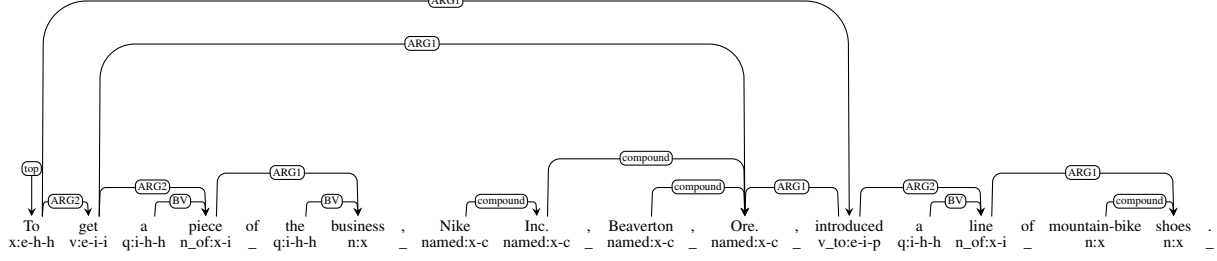 ARG1
ARG1
compound
top ARG2 ARG1 compound ARG1 ARG2 ARG1
ARG2 BV BV compound BV compound
To get a piece of the business , Nike Inc. , Beaverton , Ore. , introduced a line of mountain-bike shoes .
x:e-h-h v:e-i-i q:i-h-h n_of:x-i _ q:i-h-h n:x _ named:x-c named:x-c _ named:x-c _ named:x-c _ v_to:e-i-p q:i-h-h n_of:x-i _ n:x n:x _